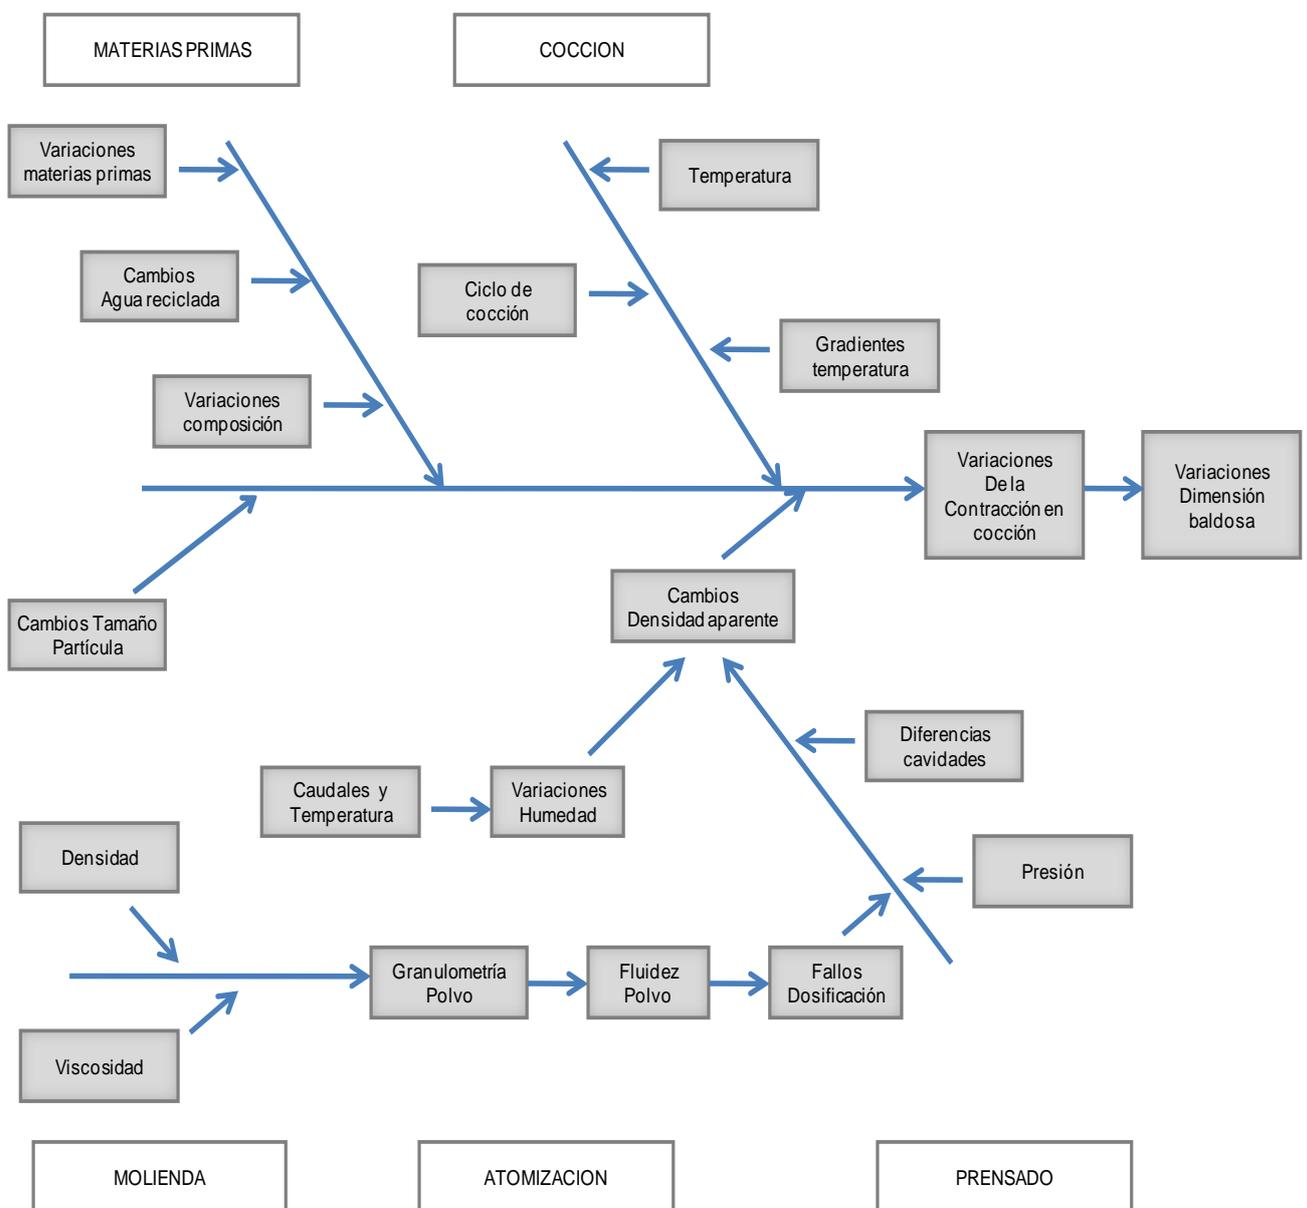 MATERIAS PRIMAS
COCCION
Variaciones
materias primas
Temperatura
Cambios
Agua reciclada
Ciclo de
cocción
Gradientes
temperatura
Variaciones
composición
Variaciones
De la
Contracción en
cocción
Variaciones
Dimensión
baldosa
Cambios Tamaño
Partícula
Cambios
Densidad aparente
Diferencias
cavidades
Caudales y
Temperatura
Variaciones
Humedad
Densidad
Presión
Granulometría
Polvo
Fluidez
Polvo
Fallos
Dosificación
Viscosidad
MOLIENDA
ATOMIZACION
PRENSADO